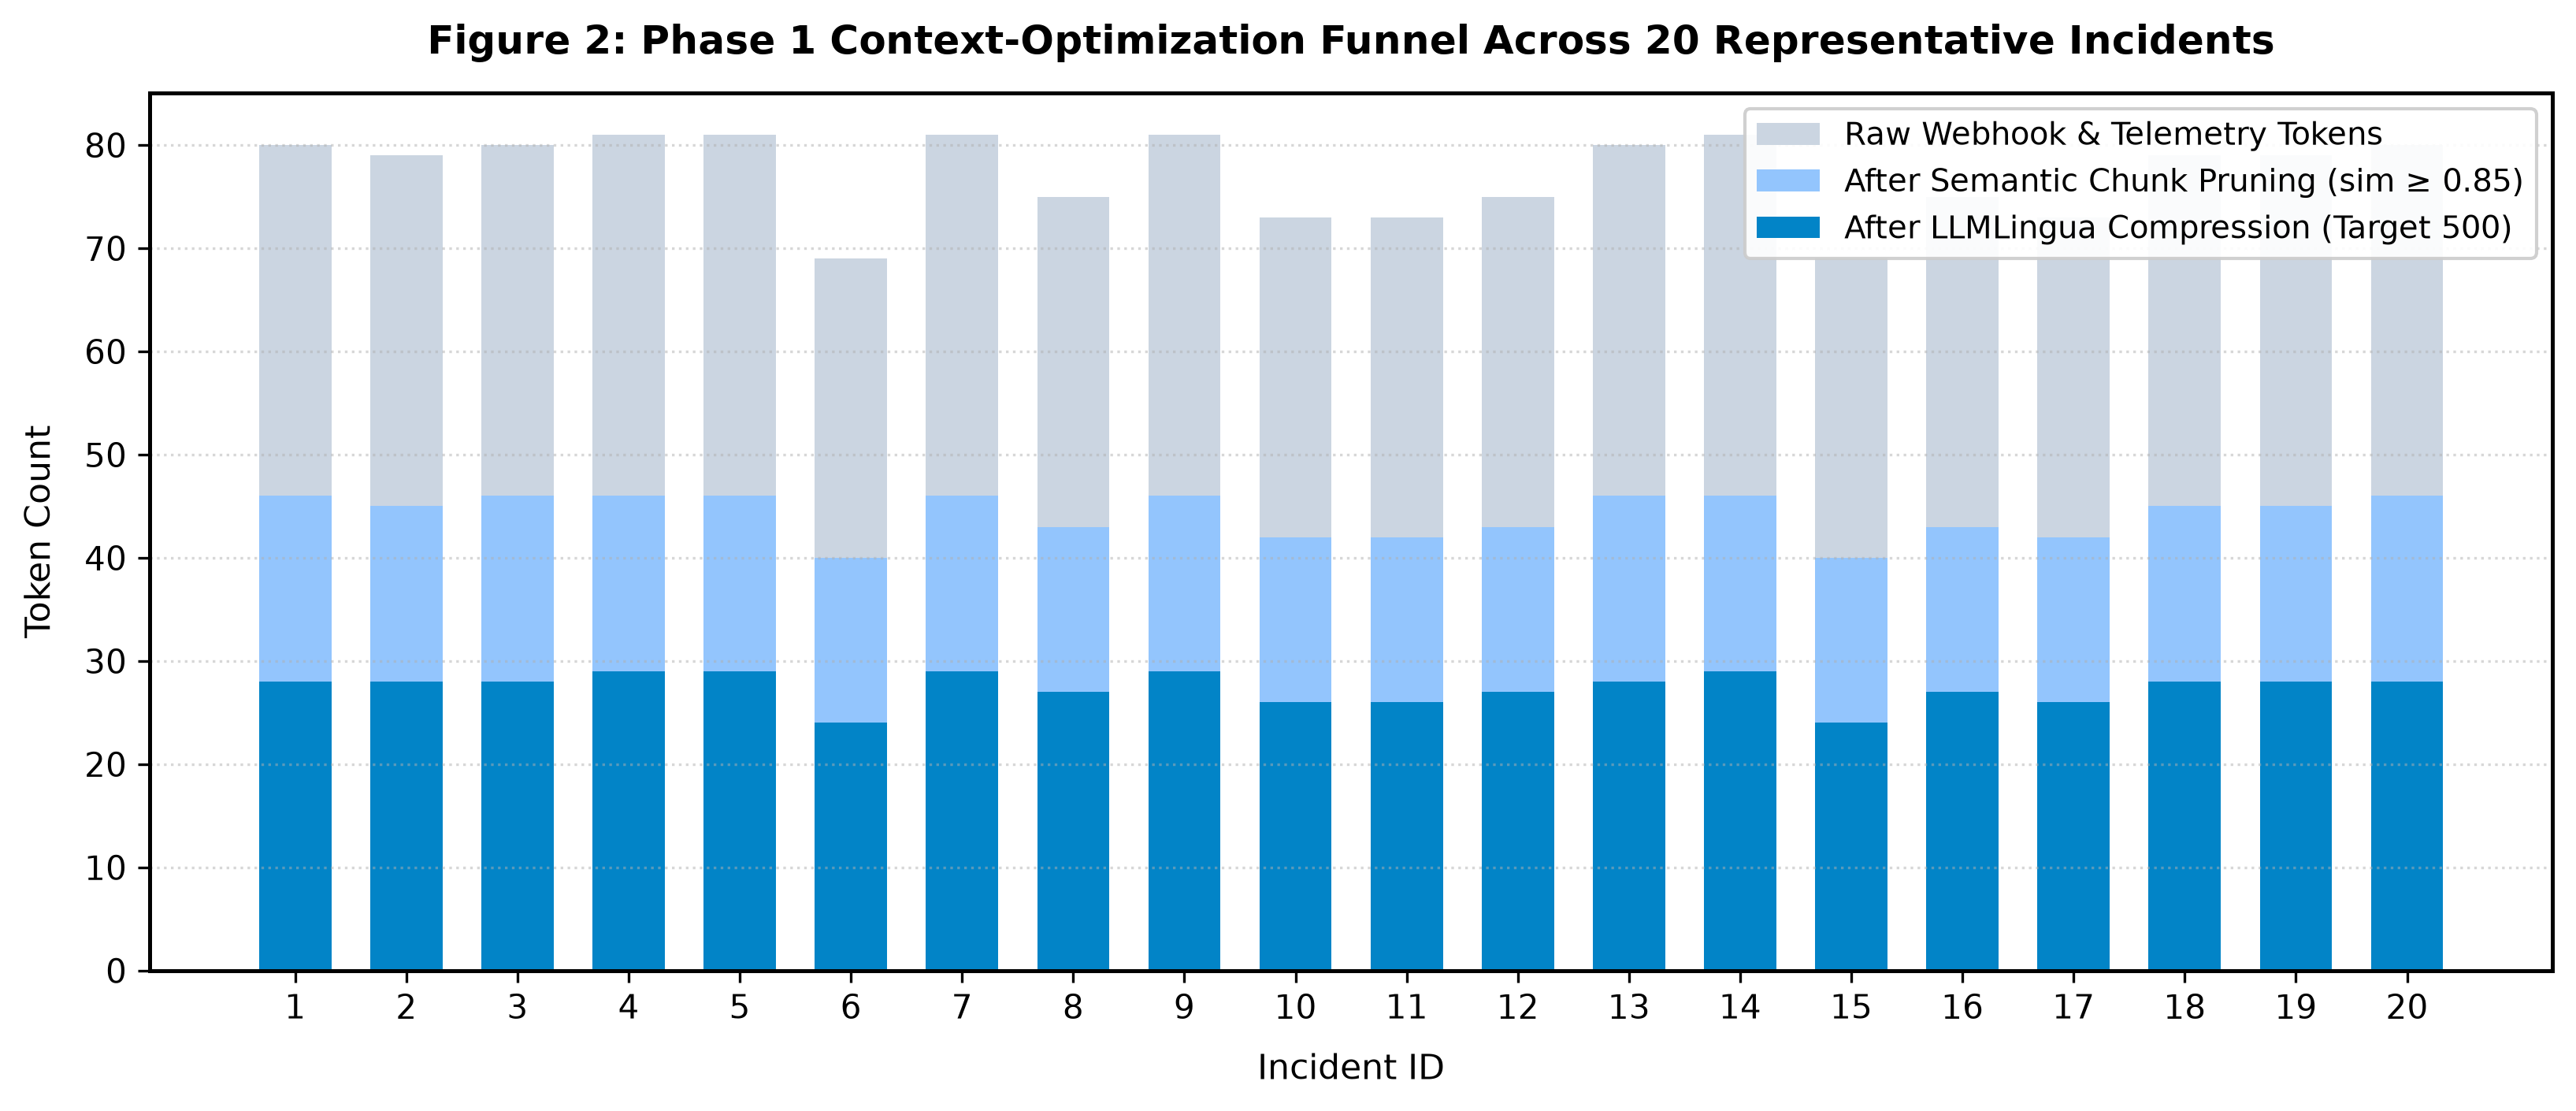 Figure 2: Phase 1 Context-Optimization Funnel Across 20 Representative Incidents
Raw Webhook & Telemetry Tokens
After Semantic Chunk Pruning (sim ≥ 0.85)
After LLMLingua Compression (Target 500)
Token Count
80
70
60
50
40
30
20
10
0
1 2 3 4 5 6 7 8 9 10 11 12 13 14 15 16 17 18 19 20
Incident ID